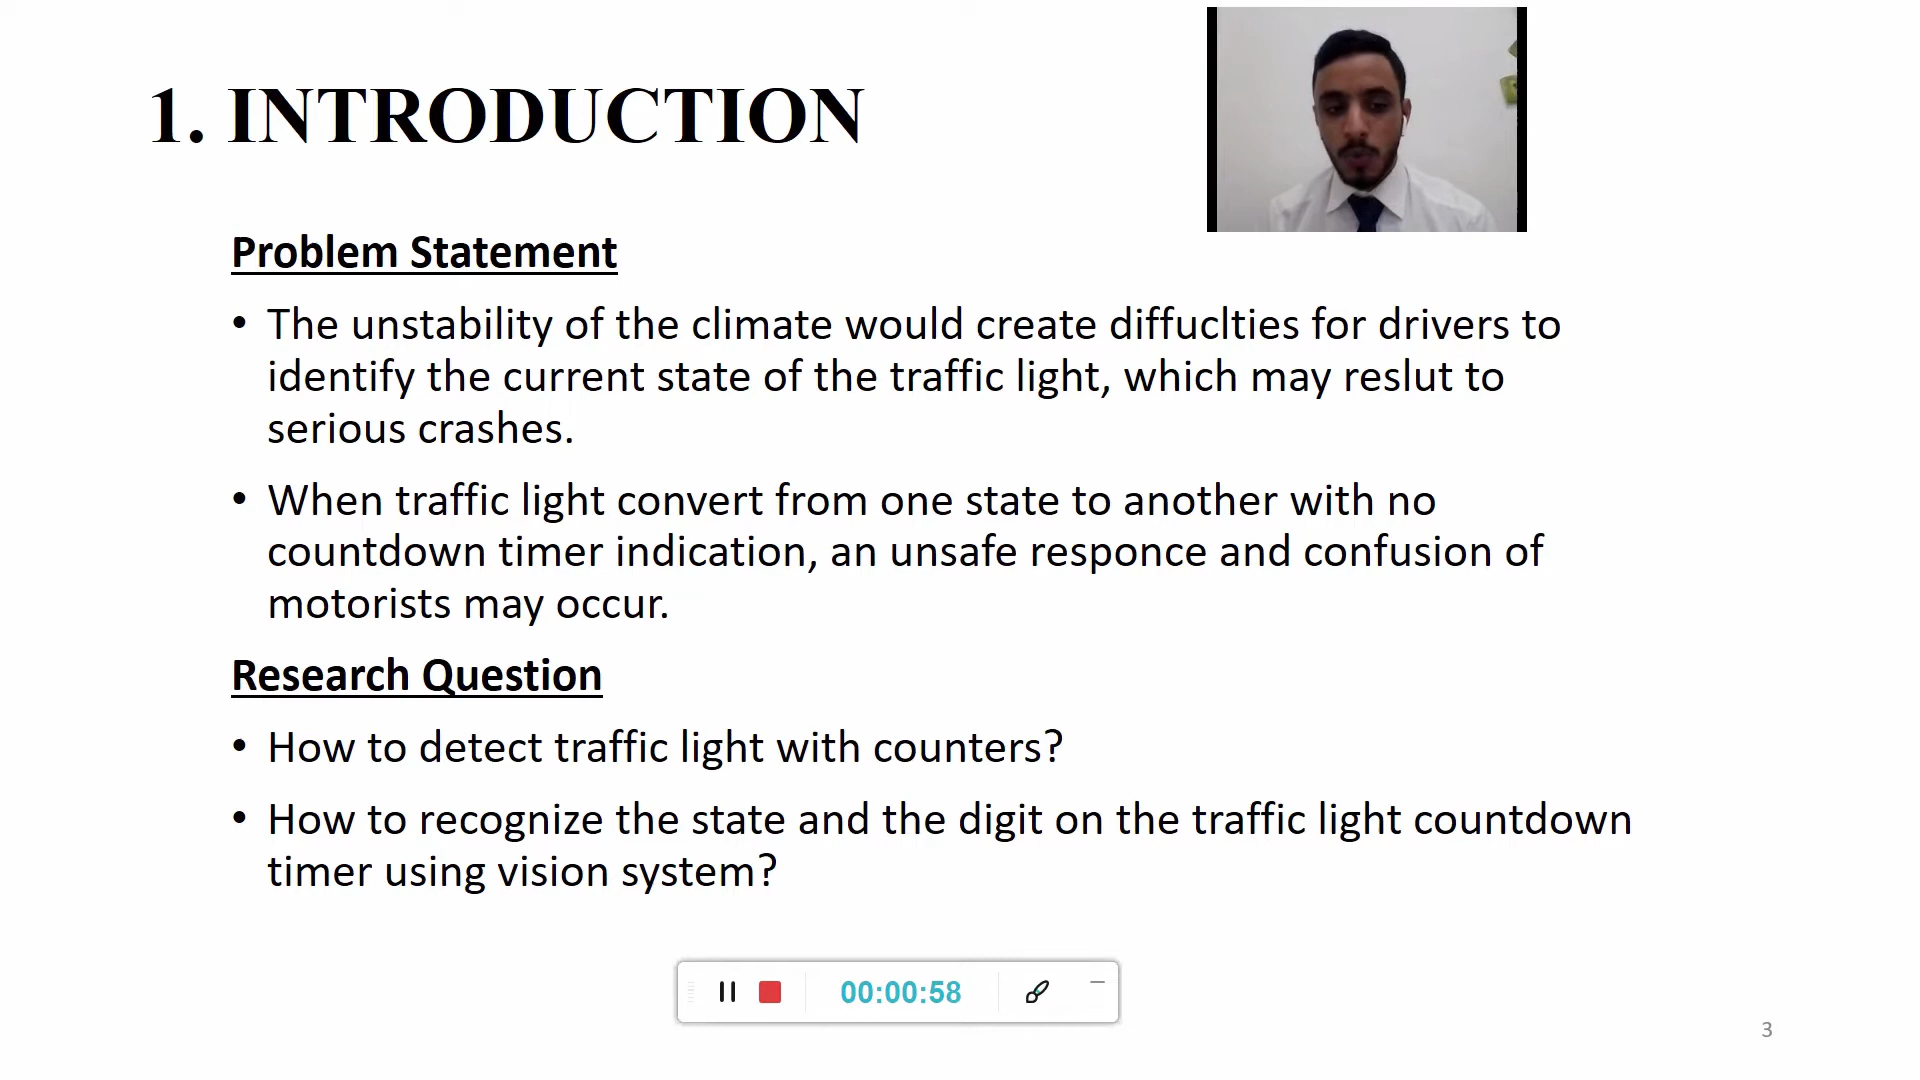 1. INTRODUCTION
Problem Statement
• The unstability of the climate would create diffuclties for drivers to
identify the current state of the traffic light, which may reslut to
serious crashes.
• When traffic light convert from one state to another with no
countdown timer indication, an unsafe responce and confusion of
motorists may occur.
Research Question
• How to detect traffic light with counters?
• How to recognize the state and the digit on the traffic light countdown
timer using vision system?
00:00:58
3